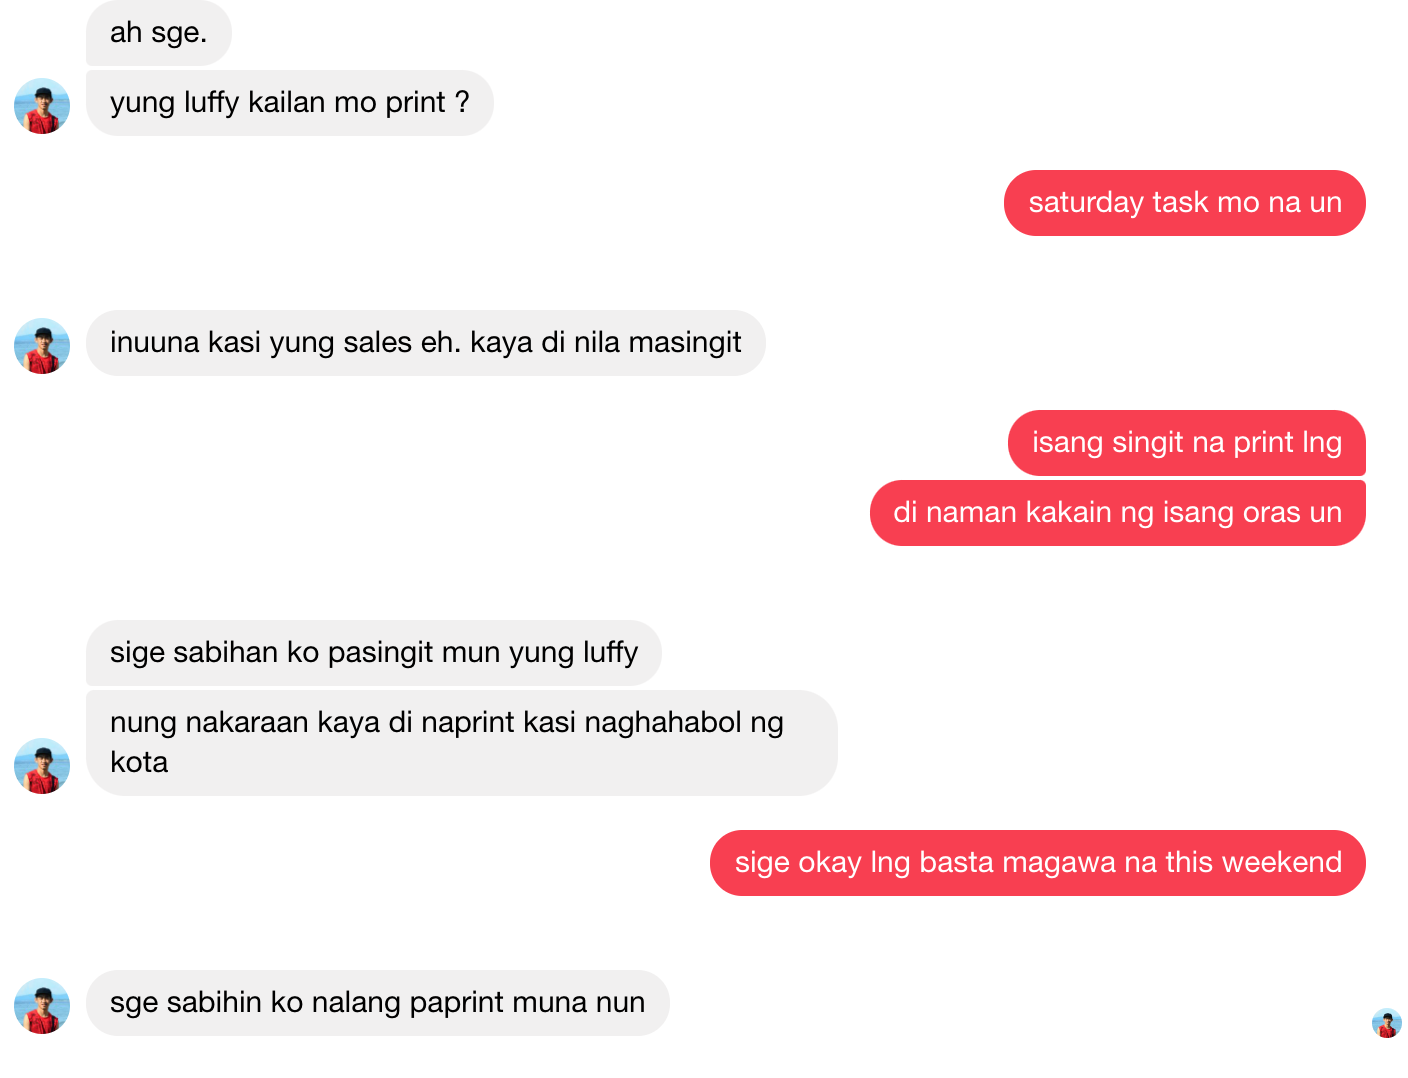 ah sge.
yung luffy kailan mo print ?
saturday task mo na un
inuuna kasi yung sales eh. kaya di nila masingit
isang singit na print lng
di naman kakain ng isang oras un
sige sabihan ko pasingit mun yung luffy
nung nakaraan kaya di naprint kasi naghahabol ng
kota
sige okay lng basta magawa na this weekend
sge sabihin ko nalang paprint muna nun